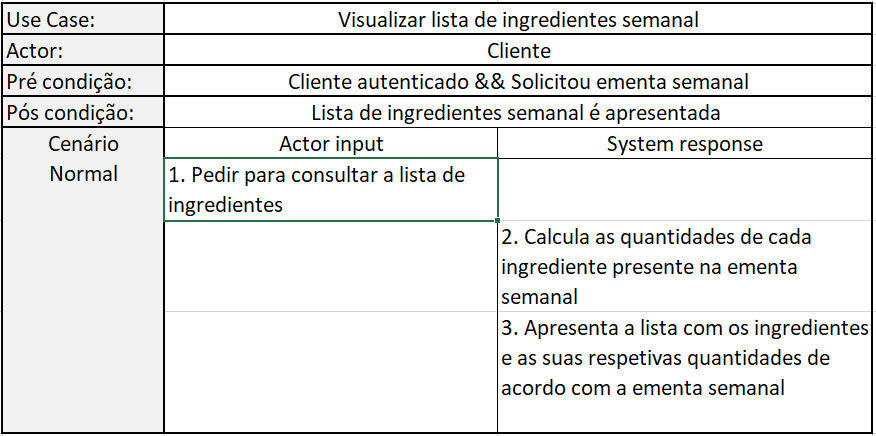 Use Case: Visualizar lista de ingredientes semanal
Actor: Cliente
Pré condição: Cliente autenticado && Solicitou ementa semanal
Pós condição: Lista de ingredientes semanal é apresentada
Cenário Actor input System response
Normal
1. Pedir para consultar a lista de
ingredientes
2. Calcula as quantidades de cada
ingrediente presente na ementa
semanal
3. Apresenta a lista com os ingredientes
e as suas respetivas quantidades de
acordo com a ementa semanal